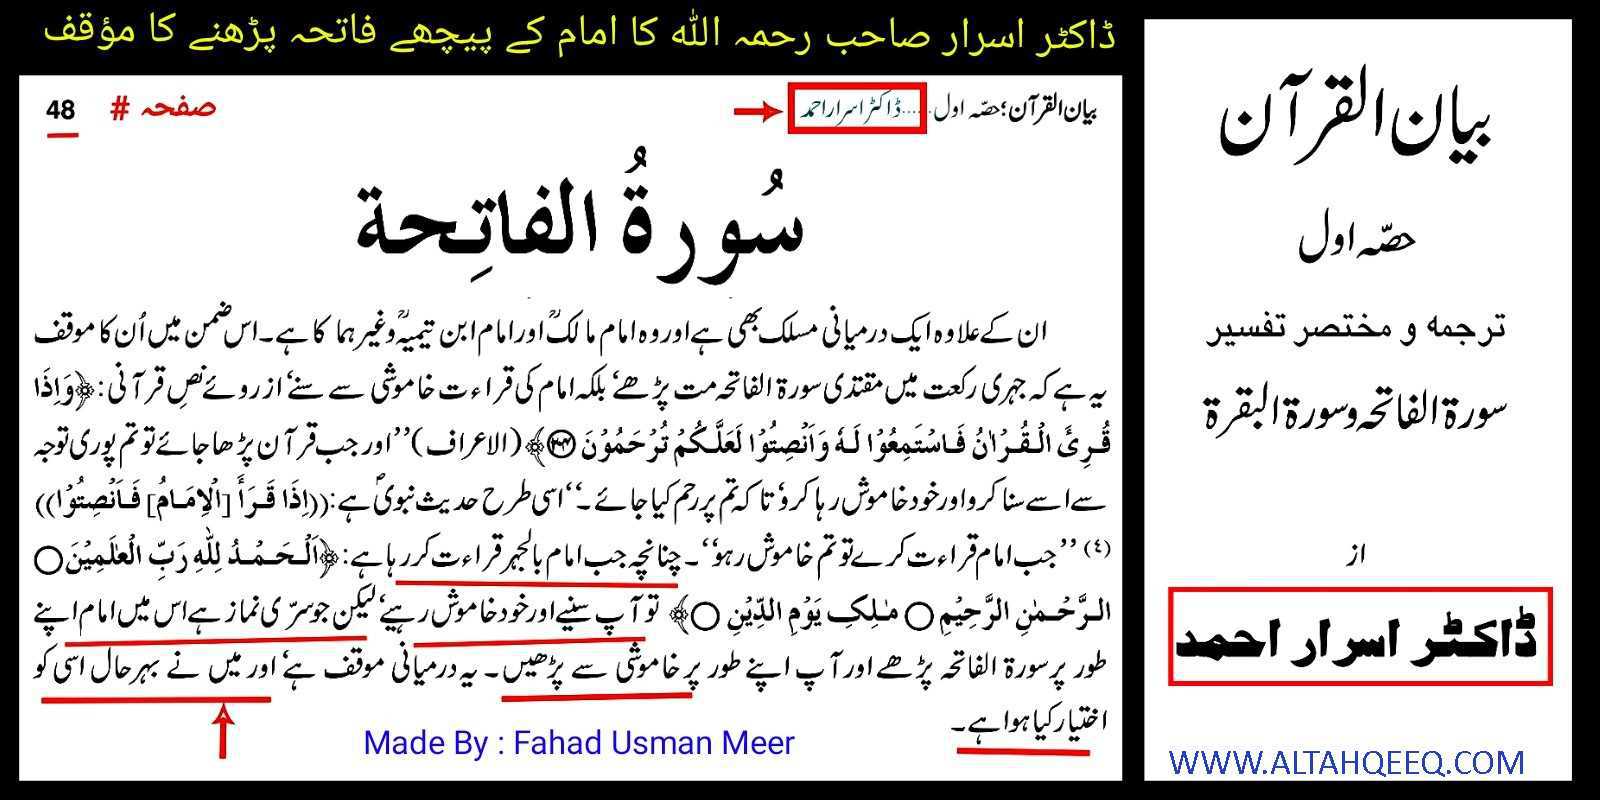 ڈاکٹر اسرار صاحب رحمہ اللہ کا امام کے پیچھے فاتحہ پڑھنے کا مؤقف
بیان القرآن؛ حصّہ اول ...... ڈاکٹر اسرار احمد
صفحہ # 48
سُورۃُ الفاتِحة
ان کے علاوہ ایک درمیانی مسلک بھی ہے اور وہ امام مالکؒ اور امام ابن تیمیہؒ وغیرہما کا ہے۔ اس ضمن میں اُن کا موقف
یہ ہے کہ جہری رکعت میں مقتدی سورۃ الفاتحہ مت پڑھے‘ بلکہ امام کی قراءت خاموشی سے سنے‘ ازروئے نصِ قرآنی: ﴿وَاِذَا
قُرِئَ الْقُرْاٰنُ فَاسْتَمِعُوْا لَهٗ وَاَنْصِتُوْا لَعَلَّكُمْ تُرْحَمُوْنَ ۝۲۰۴﴾ (الاعراف) ’’اور جب قرآن پڑھا جائے تو تم پوری توجہ
سے اسے سنا کرو اور خود خاموش رہا کرو‘ تا کہ تم پر رحم کیا جائے۔‘‘ اسی طرح حدیث نبویؐ ہے: ((اِذَا قَرَأَ [الْاِمَامُ] فَاَنْصِتُوْا))
(٤) ’’جب امام قراءت کرے تو تم خاموش رہو‘‘۔ چنانچہ جب امام بالجہر قراءت کر رہا ہے: ﴿اَلْحَمْدُ لِلّٰهِ رَبِّ الْعٰلَمِيْنَ ○
الرَّحْمٰنِ الرَّحِيْمِ ○ مٰلِكِ يَوْمِ الدِّيْنِ ○﴾ تو آپ سنیے اور خود خاموش رہیے‘ لیکن جو سرّی نماز ہے اس میں امام اپنے
طور پر سورۃ الفاتحہ پڑھے اور آپ اپنے طور پر خاموشی سے پڑھیں۔ یہ درمیانی موقف ہے‘ اور میں نے بہرحال اسی کو
اختیار کیا ہوا ہے۔
Made By : Fahad Usman Meer
بیان القرآن
حصّہ اول
ترجمہ و مختصر تفسیر
سورۃ الفاتحہ و سورۃ البقرۃ
از
ڈاکٹر اسرار احمد
WWW.ALTAHQEEQ.COM